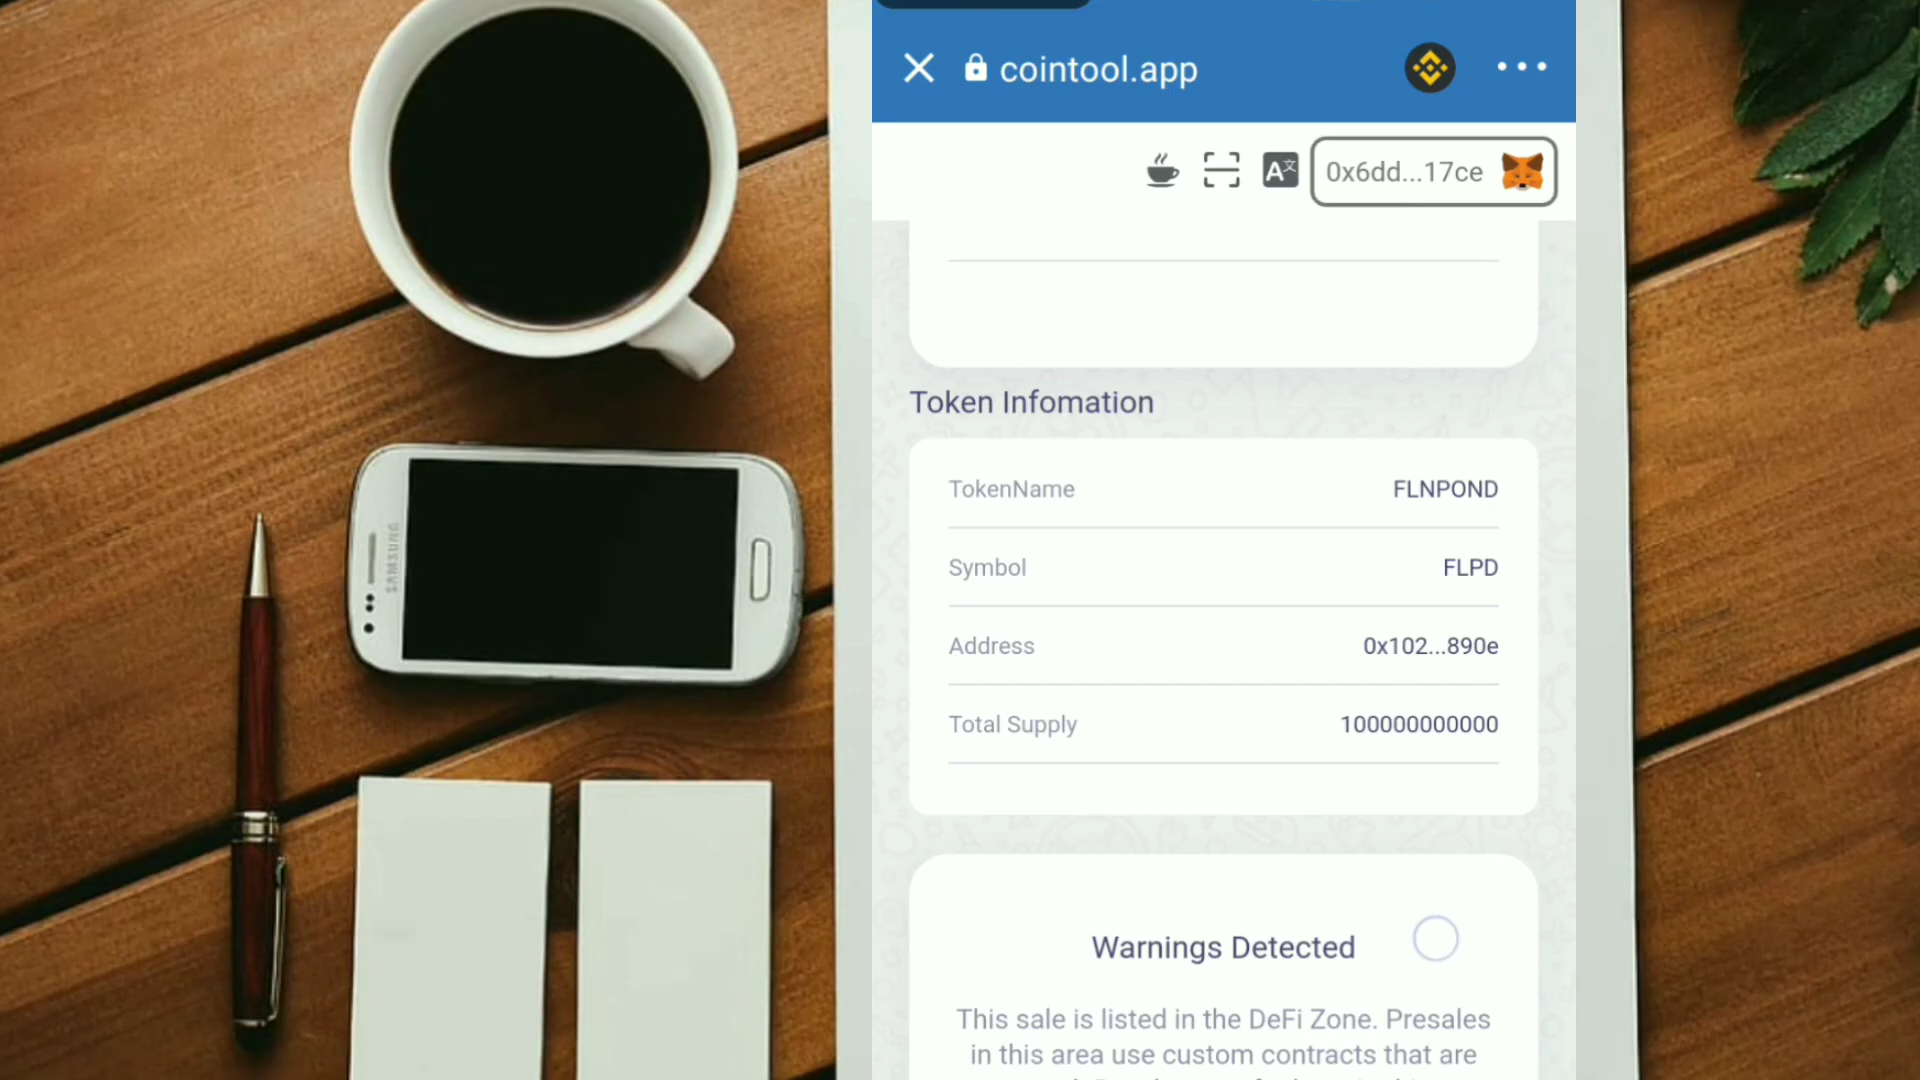 cointool.app
0x6dd...17ce
Token Infomation
TokenName FLNPOND
Symbol FLPD
Address 0x102...890e
Total Supply 100000000000
Warnings Detected
This sale is listed in the DeFi Zone. Presales
in this area use custom contracts that are
SAMSUNG